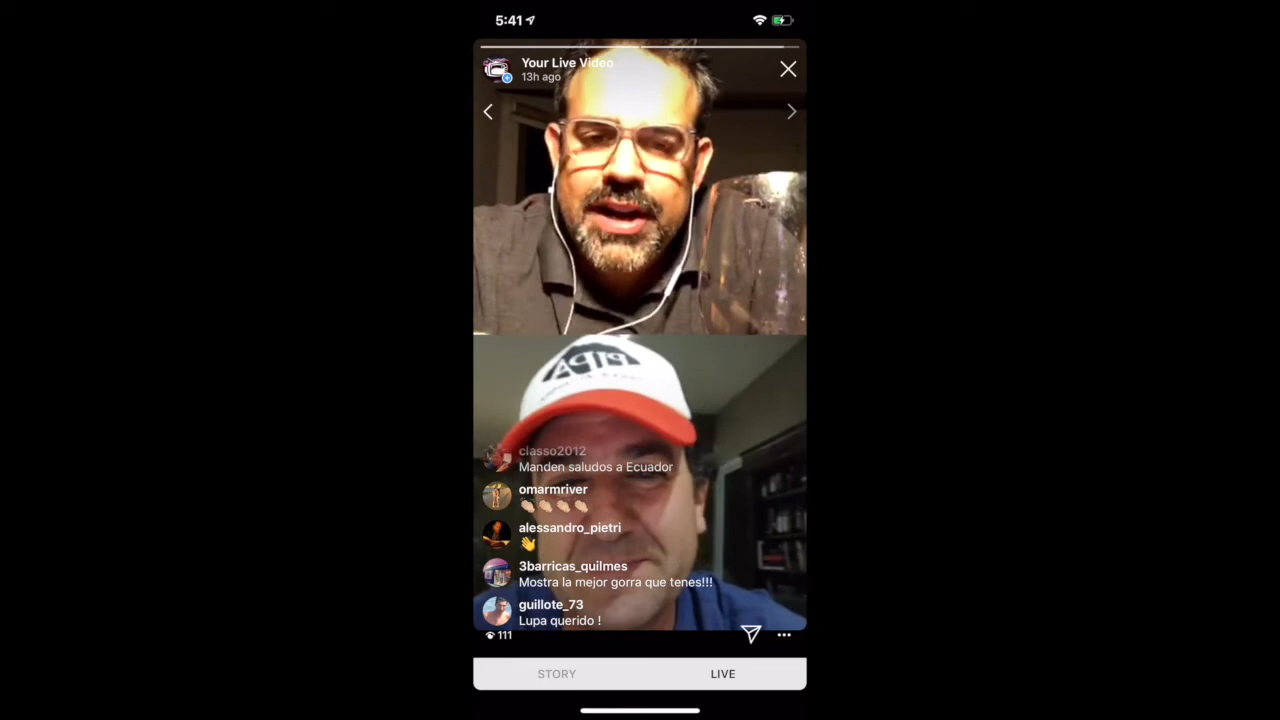 5:41
Your Live Video
13h ago
PIPA
classo2012
Manden saludos a Ecuador
omarmriver
👏🏼👏🏼👏🏼👏🏼
alessandro_pietri
👋
3barricas_quilmes
Mostra la mejor gorra que tenes!!!
guillote_73
Lupa querido !
111
STORY
LIVE